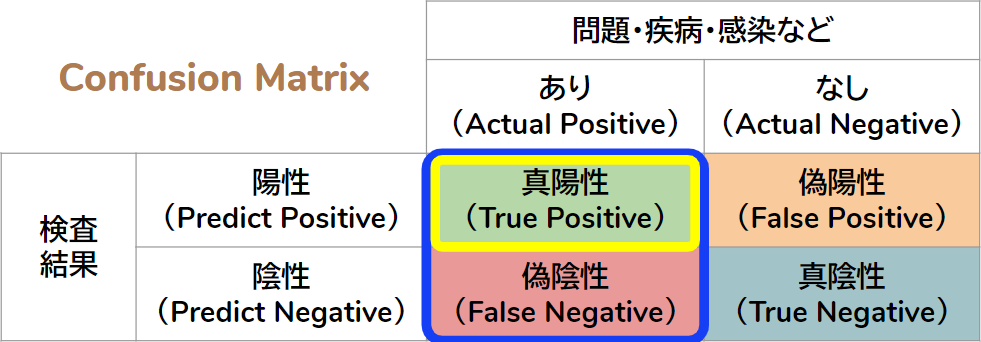 問題・疾病・感染など
Confusion Matrix
あり
（Actual Positive）
なし
（Actual Negative）
検査
結果
陽性
（Predict Positive）
真陽性
（True Positive）
偽陽性
（False Positive）
陰性
（Predict Negative）
偽陰性
（False Negative）
真陰性
（True Negative）